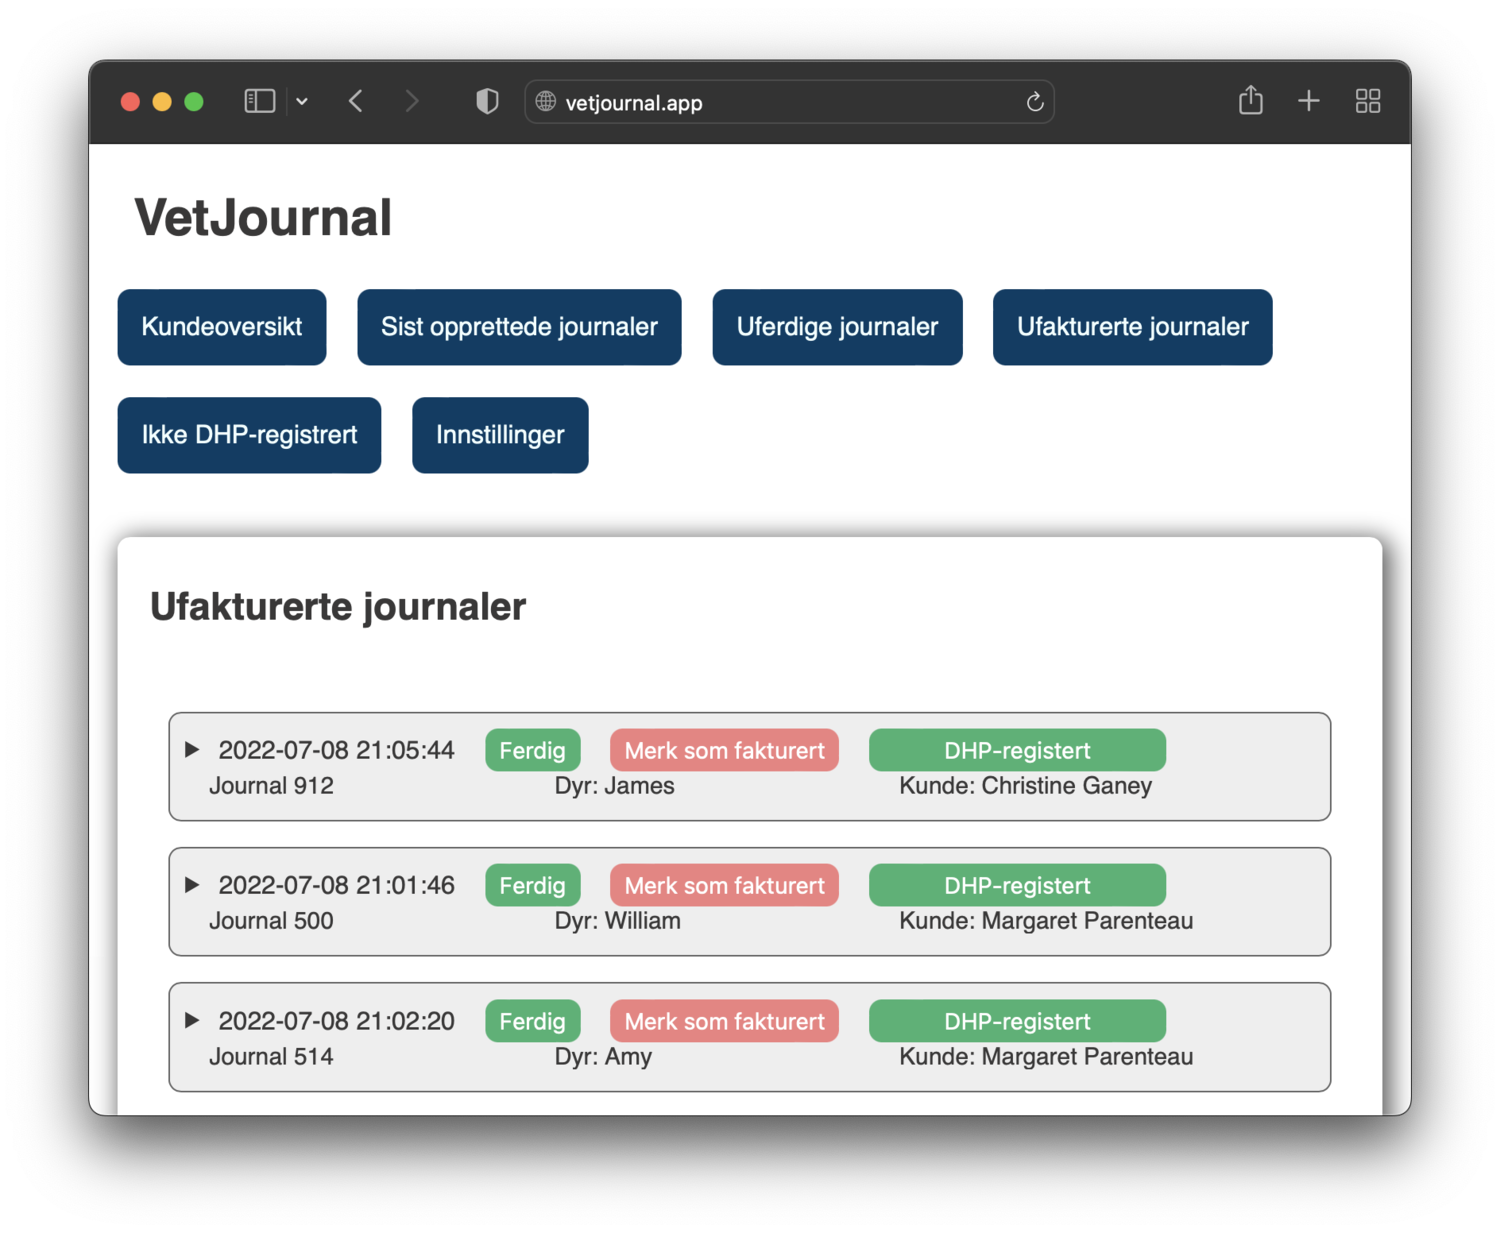 vetjournal.app
VetJournal
Kundeoversikt Sist opprettede journaler Uferdige journaler Ufakturerte journaler
Ikke DHP-registrert Innstillinger
Ufakturerte journaler
2022-07-08 21:05:44 Ferdig Merk som fakturert DHP-registert
Journal 912 Dyr: James Kunde: Christine Ganey
2022-07-08 21:01:46 Ferdig Merk som fakturert DHP-registert
Journal 500 Dyr: William Kunde: Margaret Parenteau
2022-07-08 21:02:20 Ferdig Merk som fakturert DHP-registert
Journal 514 Dyr: Amy Kunde: Margaret Parenteau